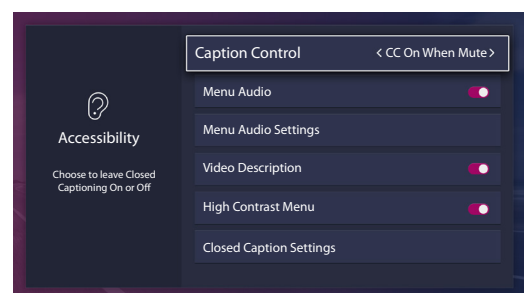 Accessibility
Choose to leave Closed
Captioning On or Off
Caption Control < CC On When Mute >
Menu Audio
Menu Audio Settings
Video Description
High Contrast Menu
Closed Caption Settings